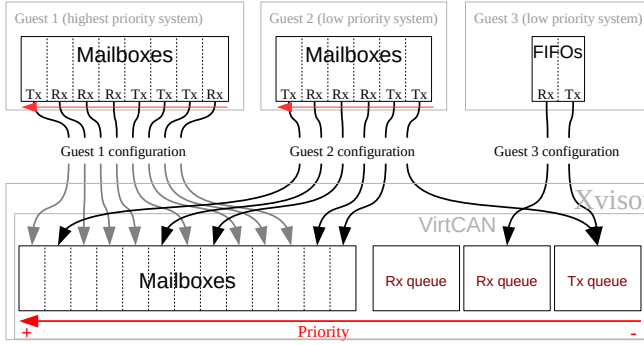 Guest 1 (highest priority system)
Mailboxes
Tx Rx Rx Rx Tx Tx Tx Rx
Guest 2 (low priority system)
Mailboxes
Tx Rx Rx Rx Tx Tx
Guest 3 (low priority system)
FIFOs
Rx Tx
Guest 1 configuration
Guest 2 configuration
Guest 3 configuration
Xviso
VirtCAN
Mailboxes
Rx queue
Rx queue
Tx queue
+ Priority -